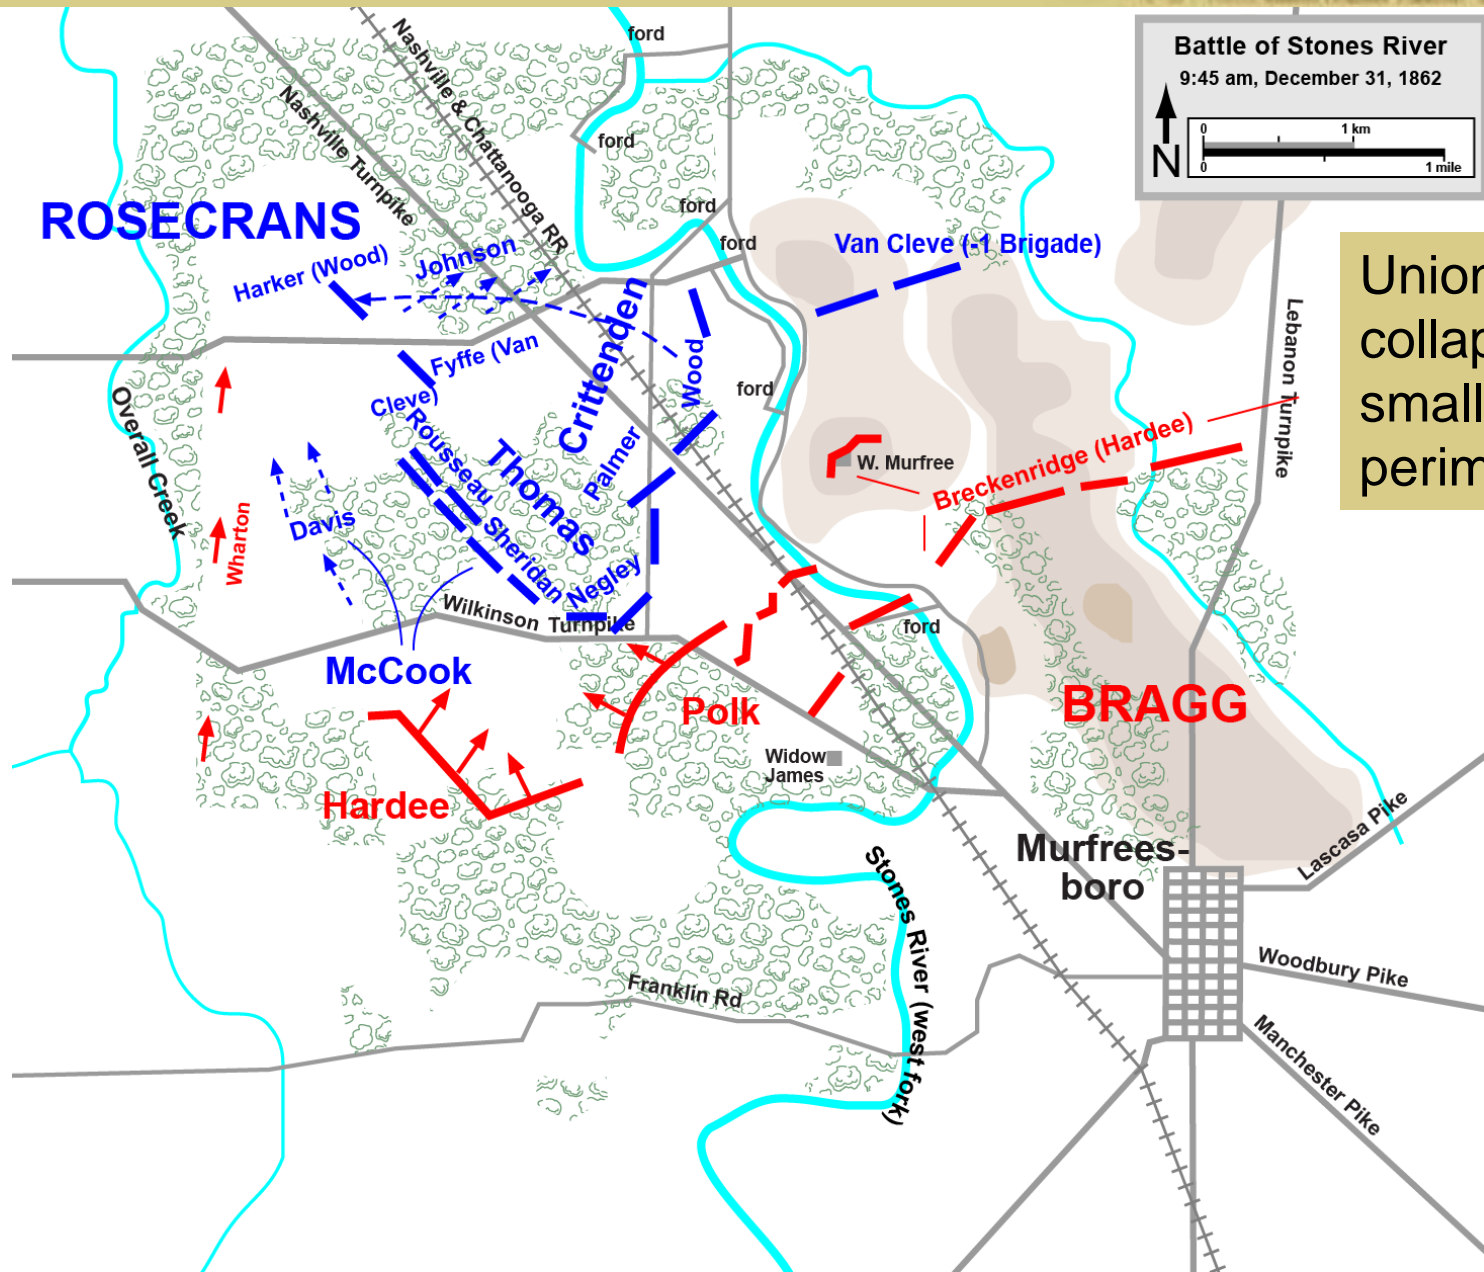 Battle of Stones River
9:45 am, December 31, 1862
0
1 km
N
0
1 mile
ford
Nashville & Chattanooga RR
Nashville Turnpike
ford
ROSECRANS
ford
ford
Van Cleve (-1 Brigade)
Harker (Wood)
Johnson
Union
Lebanon Turnpike
Crittenden
Wood
Fyffe (Van
Cleve)
ford
Overall Creek
Rousseau
Thomas
Palmer
W. Murfree
Breckenridge (Hardee)
Davis
Sheridan
Wharton
Negley
Wilkinson Turnpike
ford
McCook
Polk
BRAGG
Widow
James
Hardee
Murfrees-
boro
Lascasa Pike
Stones River (west fork)
Woodbury Pike
Franklin Rd
Manchester Pike